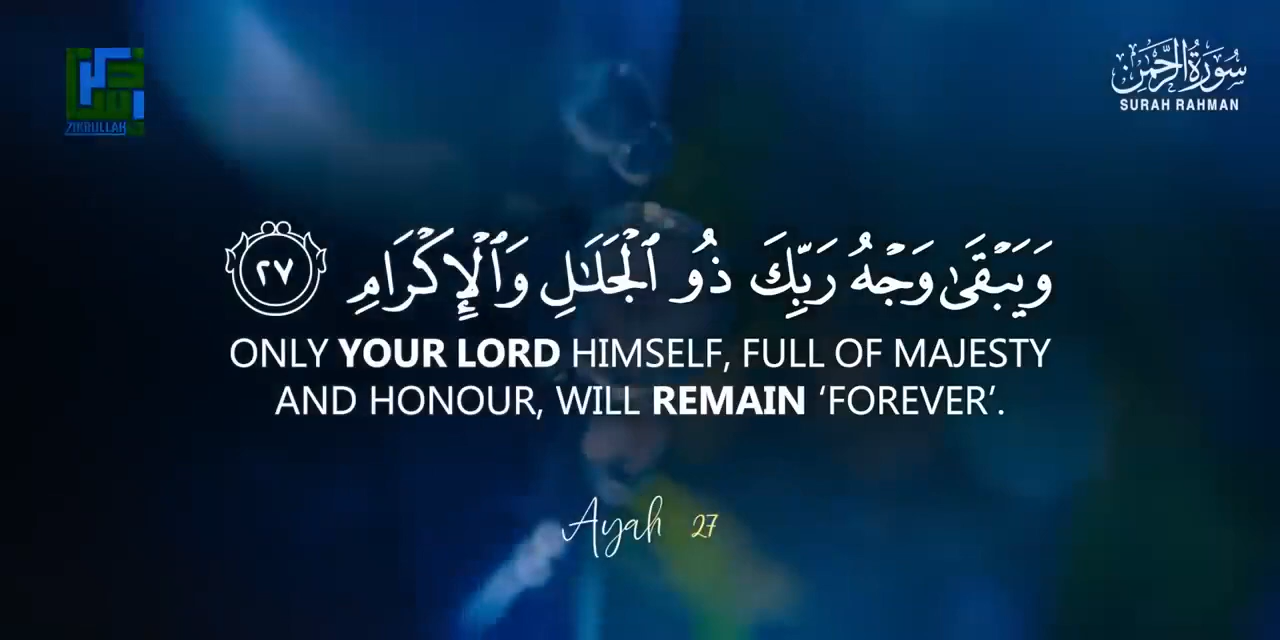 ZIKRULLAH
سُورَةُ الرَّحْمَٰن
SURAH RAHMAN
وَيَبْقَىٰ وَجْهُ رَبِّكَ ذُو ٱلْجَلَـٰلِ وَٱلْإِكْرَامِ ٢٧
ONLY YOUR LORD HIMSELF, FULL OF MAJESTY
AND HONOUR, WILL REMAIN ‘FOREVER’.
Ayah 27